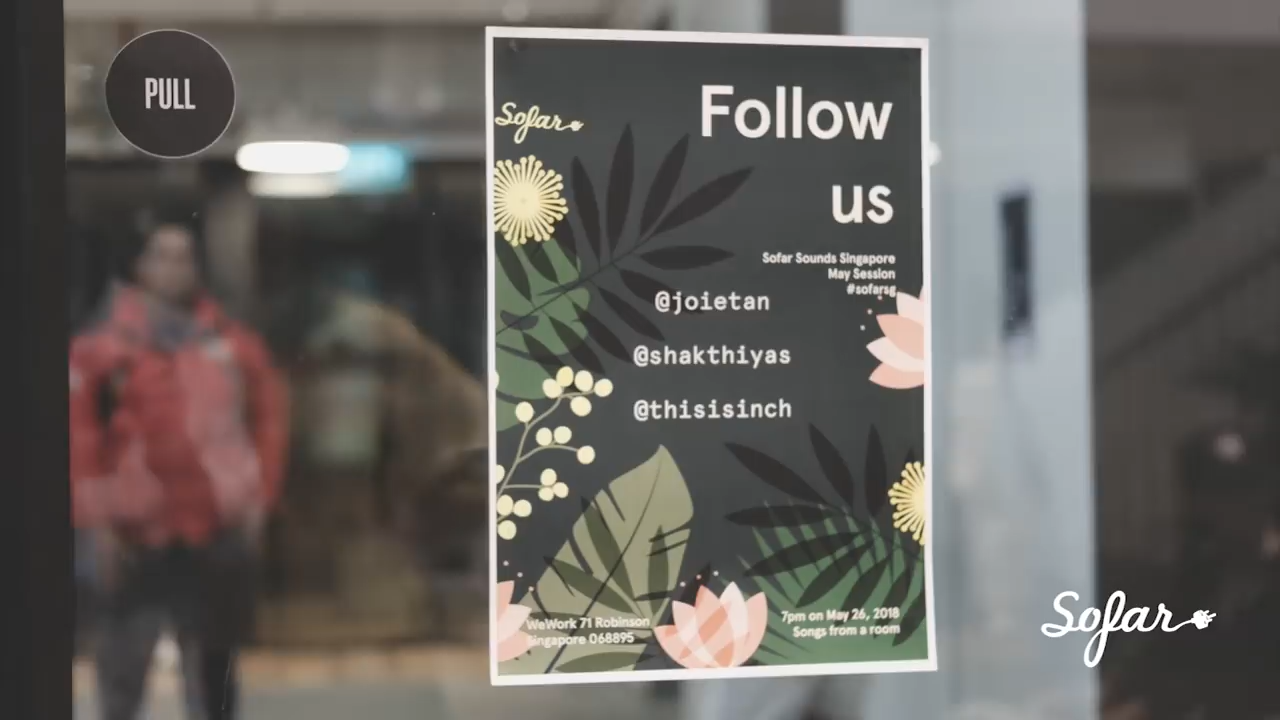 PULL
Sofar
Follow
us
Sofar Sounds Singapore
May Session
#sofarsg
@joietan
@shakthiyas
@thisisinch
WeWork 71 Robinson
Singapore 068895
7pm on May 26, 2018
Songs from a room
Sofar